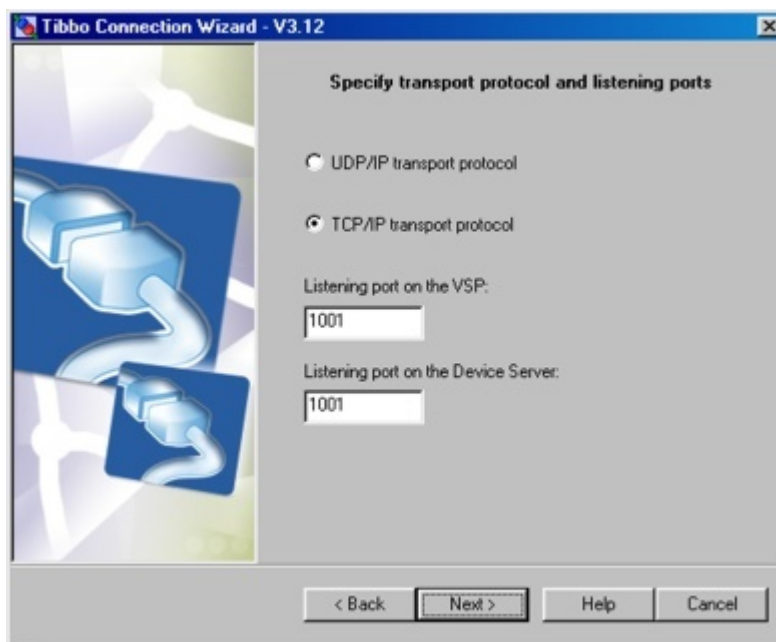 Tibbo Connection Wizard - V3.12
Specify transport protocol and listening ports
UDP/IP transport protocol
TCP/IP transport protocol
Listening port on the VSP:
1001
Listening port on the Device Server:
1001
< Back Next > Help Cancel